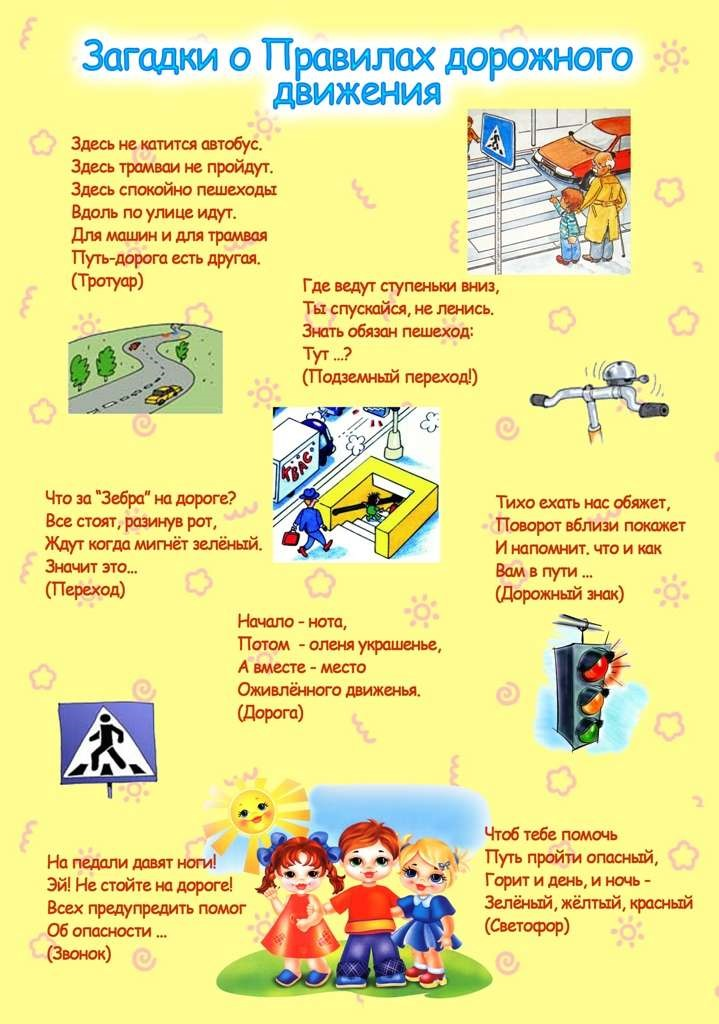 Загадки о Правилах дорожного
движения
Здесь не катится автобус.
Здесь трамваи не пройдут.
Здесь спокойно пешеходы
Вдоль по улице идут.
Для машин и для трамвая
Путь-дорога есть другая.
(Тротуар)
Где ведут ступеньки вниз,
Ты спускайся, не ленись.
Знать обязан пешеход:
Тут ...?
(Подземный переход!)
КВАС
Что за "Зебра" на дороге?
Все стоят, разинув рот,
Ждут когда мигнёт зелёный.
Значит это...
(Переход)
Тихо ехать нас обяжет,
Поворот вблизи покажет
И напомнит. что и как
Вам в пути ...
(Дорожный знак)
Начало - нота,
Потом - оленя украшенье,
А вместе - место
Оживлённого движенья.
(Дорога)
На педали давят ноги!
Эй! Не стойте на дороге!
Всех предупредить помог
Об опасности ...
(Звонок)
Чтоб тебе помочь
Путь пройти опасный,
Горит и день, и ночь -
Зелёный, жёлтый, красный
(Светофор)